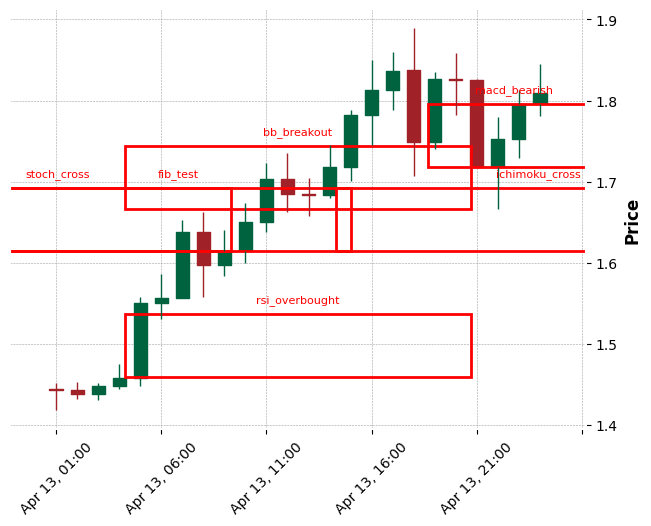 1.9
macd_bearish
1.8
bb_breakout
stoch_cross
fib_test
ichimoku_cross
1.7
Price
1.6
rsi_overbought
1.5
1.4
Apr 13, 01:00
Apr 13, 06:00
Apr 13, 11:00
Apr 13, 16:00
Apr 13, 21:00